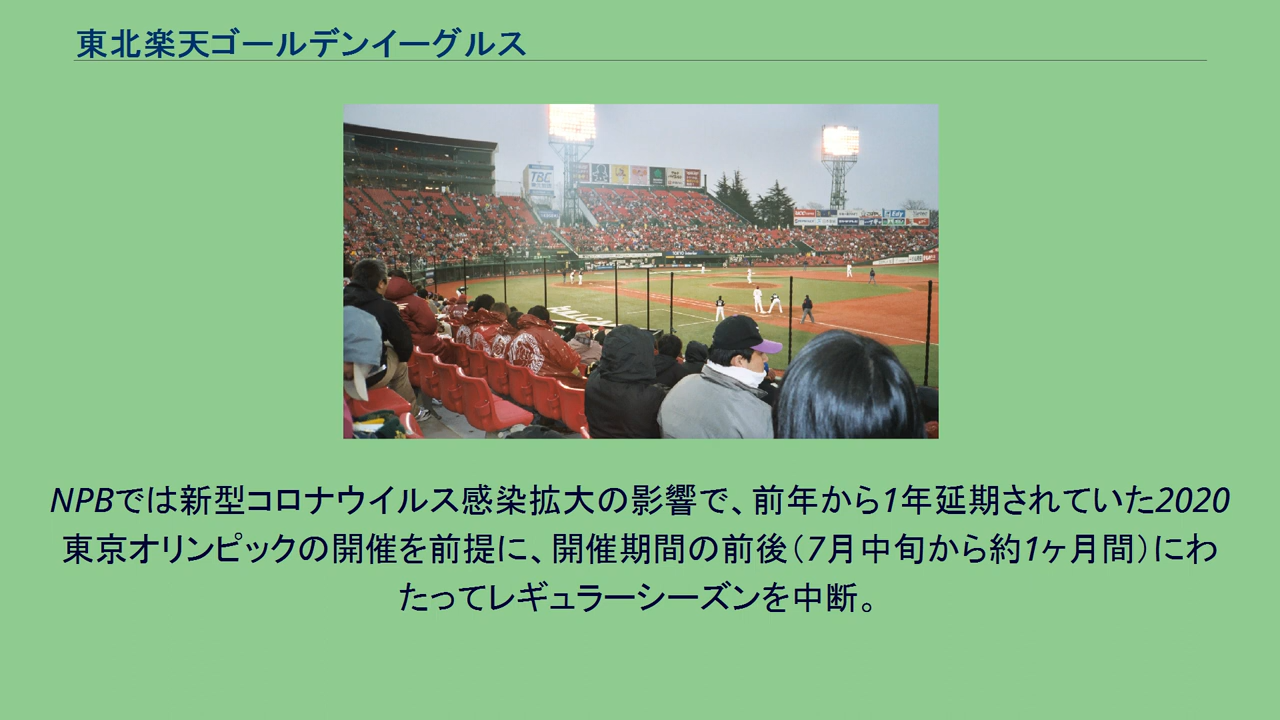 東北楽天ゴールデンイーグルス
TBC
Edy
NPBでは新型コロナウイルス感染拡大の影響で、前年から1年延期されていた2020
東京オリンピックの開催を前提に、開催期間の前後（7月中旬から約1ヶ月間）にわ
たってレギュラーシーズンを中断。